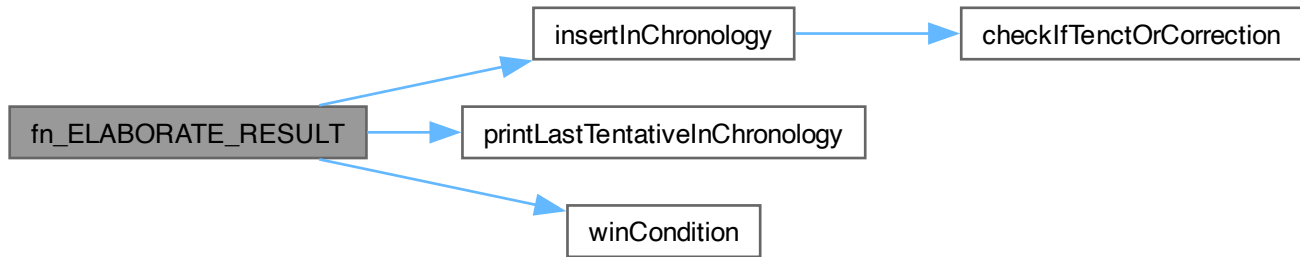 insertInChronology
checkIfTenctOrCorrection
fn_ELABORATE_RESULT
printLastTentativeInChronology
winCondition